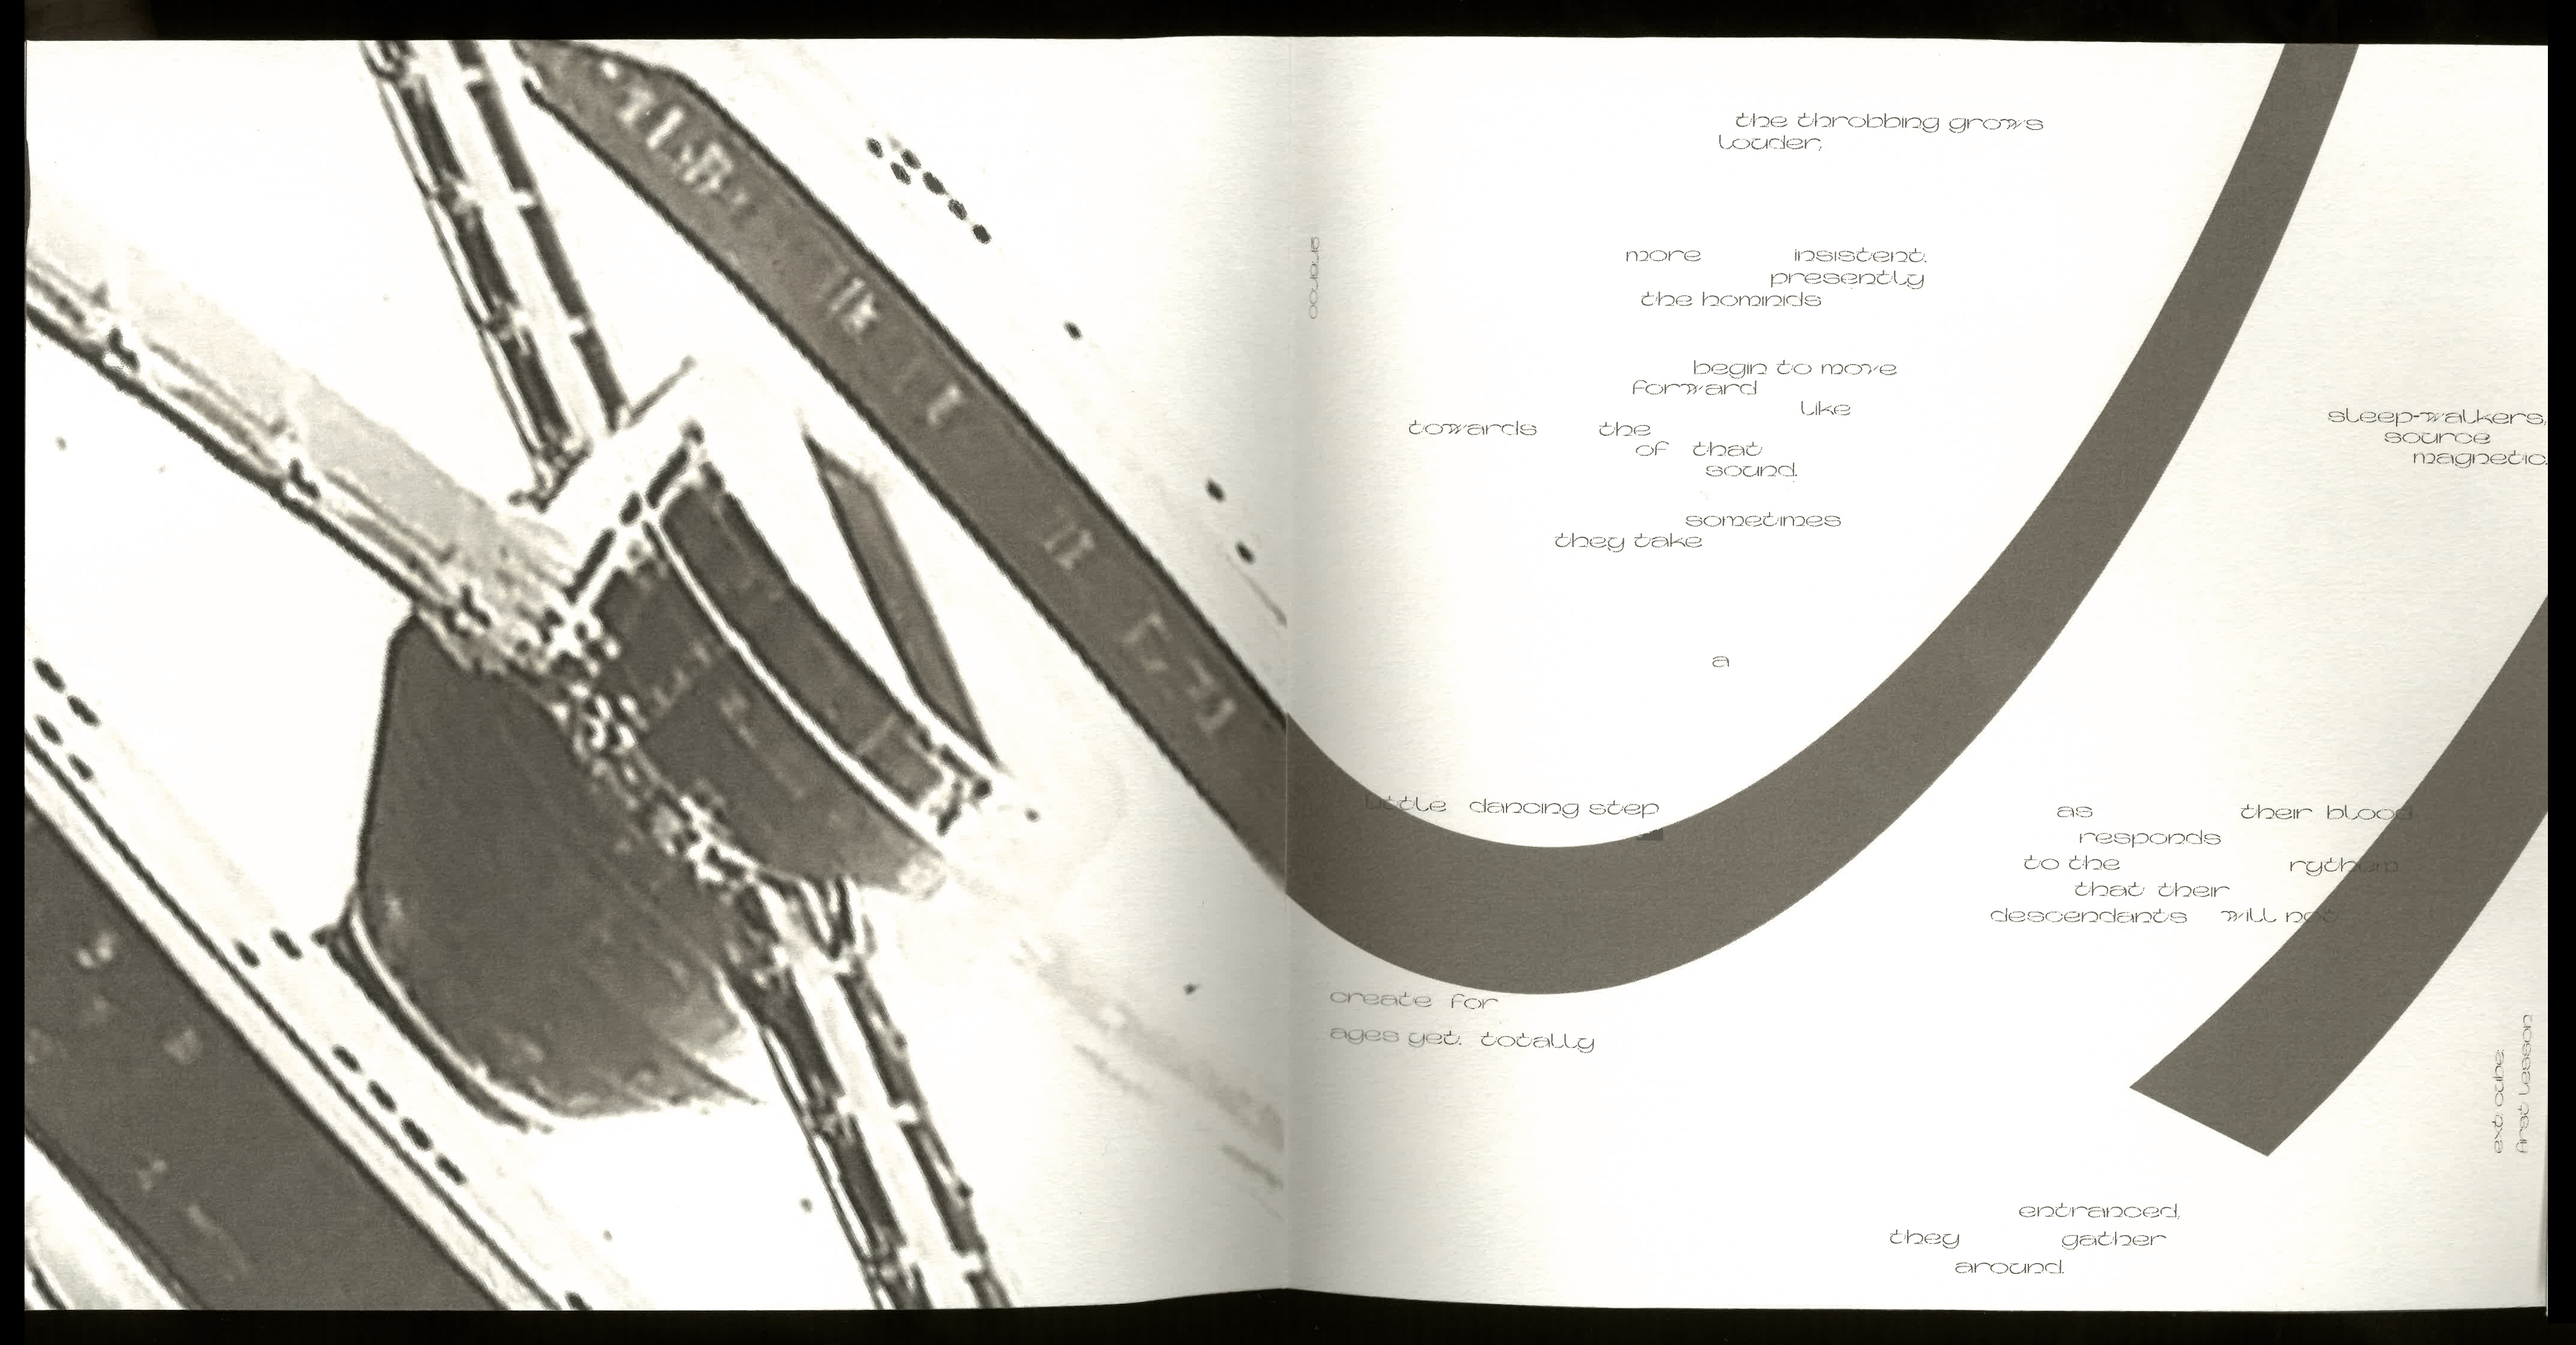 the throbbing grows
louder,
more insistent.
presently
the hominids
begin to move
forward
like
sleep-walkers,
towards the
source
of that
magnetic
sound.
sometimes
they take
a
little dancing step
as their blood
responds
to the rythem
that their
descendants will not
create for
ages yet. totally
entranced,
they gather
around.
ext: cube:
first lesson